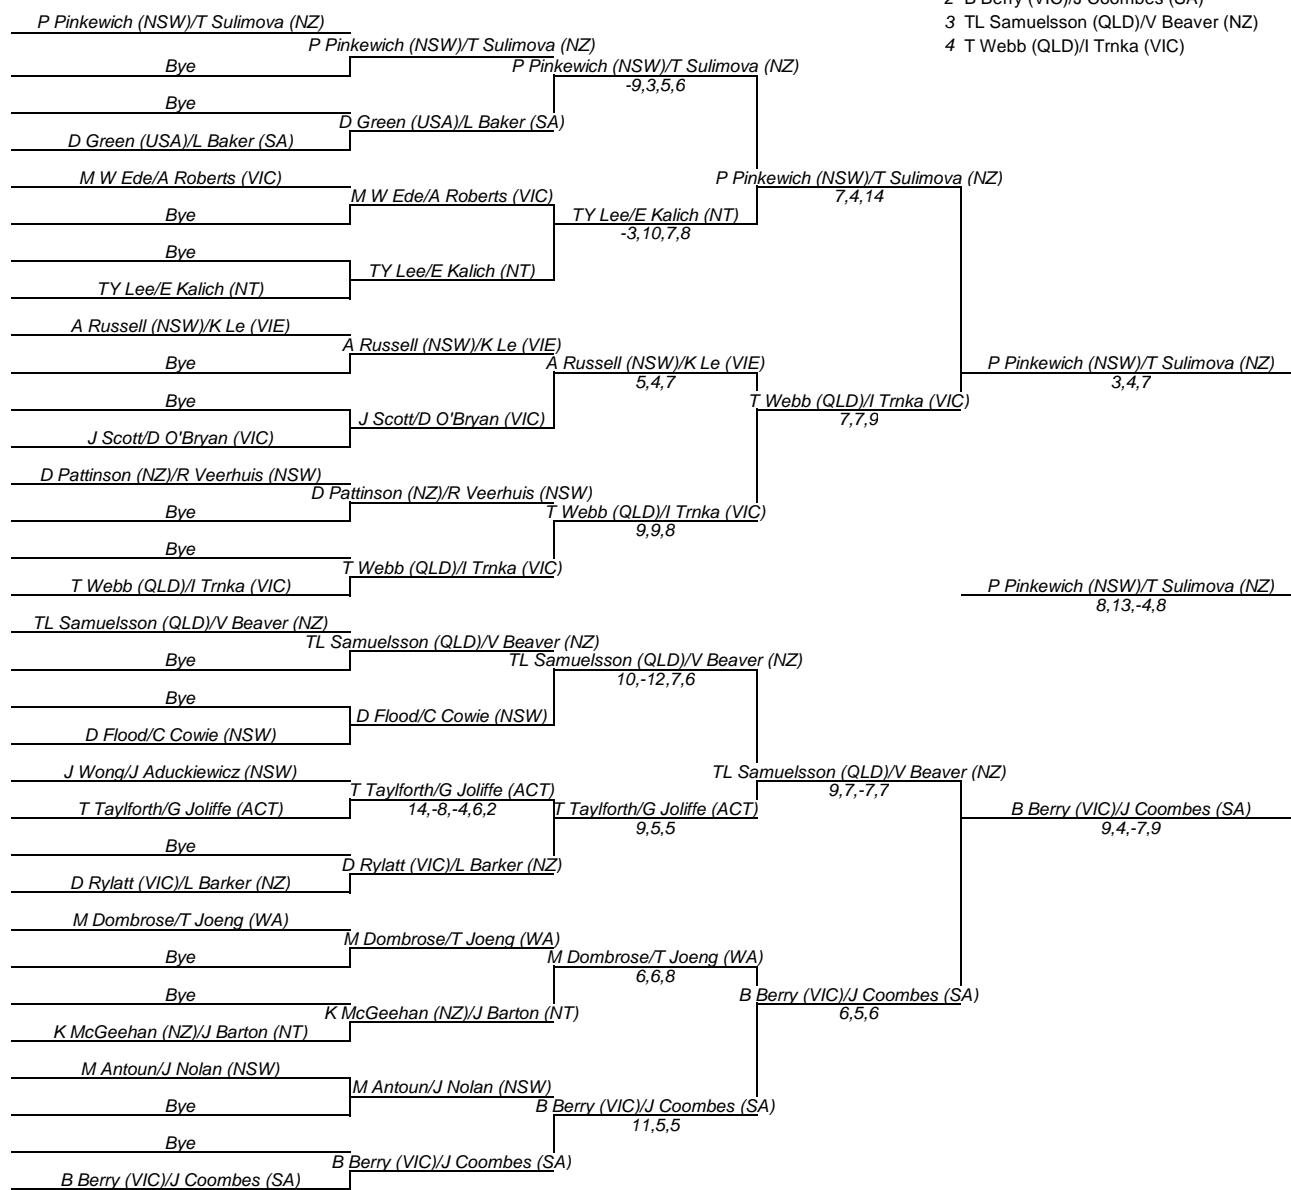 2 B Berry (VIC)/J Coombes (SA)
3 TL Samuelsson (QLD)/V Beaver (NZ)
4 T Webb (QLD)/I Trnka (VIC)
P Pinkewich (NSW)/T Sulimova (NZ)
P Pinkewich (NSW)/T Sulimova (NZ)
Bye
P Pinkewich (NSW)/T Sulimova (NZ)
-9,3,5,6
Bye
D Green (USA)/L Baker (SA)
D Green (USA)/L Baker (SA)
M W Ede/A Roberts (VIC)
P Pinkewich (NSW)/T Sulimova (NZ)
7,4,14
M W Ede/A Roberts (VIC)
Bye
TY Lee/E Kalich (NT)
-3,10,7,8
Bye
TY Lee/E Kalich (NT)
TY Lee/E Kalich (NT)
A Russell (NSW)/K Le (VIE)
A Russell (NSW)/K Le (VIE)
Bye
A Russell (NSW)/K Le (VIE)
5,4,7
P Pinkewich (NSW)/T Sulimova (NZ)
3,4,7
Bye
T Webb (QLD)/I Trnka (VIC)
7,7,9
J Scott/D O'Bryan (VIC)
J Scott/D O'Bryan (VIC)
D Pattinson (NZ)/R Veerhuis (NSW)
D Pattinson (NZ)/R Veerhuis (NSW)
Bye
T Webb (QLD)/I Trnka (VIC)
9,9,8
Bye
T Webb (QLD)/I Trnka (VIC)
T Webb (QLD)/I Trnka (VIC)
P Pinkewich (NSW)/T Sulimova (NZ)
8,13,-4,8
TL Samuelsson (QLD)/V Beaver (NZ)
TL Samuelsson (QLD)/V Beaver (NZ)
Bye
TL Samuelsson (QLD)/V Beaver (NZ)
10,-12,7,6
Bye
D Flood/C Cowie (NSW)
D Flood/C Cowie (NSW)
J Wong/J Aduckiewicz (NSW)
TL Samuelsson (QLD)/V Beaver (NZ)
9,7,-7,7
T Taylforth/G Joliffe (ACT)
14,-8,-4,6,2
T Taylforth/G Joliffe (ACT)
T Taylforth/G Joliffe (ACT)
9,5,5
B Berry (VIC)/J Coombes (SA)
9,4,-7,9
Bye
D Rylatt (VIC)/L Barker (NZ)
D Rylatt (VIC)/L Barker (NZ)
M Dombrose/T Joeng (WA)
M Dombrose/T Joeng (WA)
Bye
M Dombrose/T Joeng (WA)
6,6,8
Bye
B Berry (VIC)/J Coombes (SA)
6,5,6
K McGeehan (NZ)/J Barton (NT)
K McGeehan (NZ)/J Barton (NT)
M Antoun/J Nolan (NSW)
M Antoun/J Nolan (NSW)
Bye
B Berry (VIC)/J Coombes (SA)
11,5,5
Bye
B Berry (VIC)/J Coombes (SA)
B Berry (VIC)/J Coombes (SA)